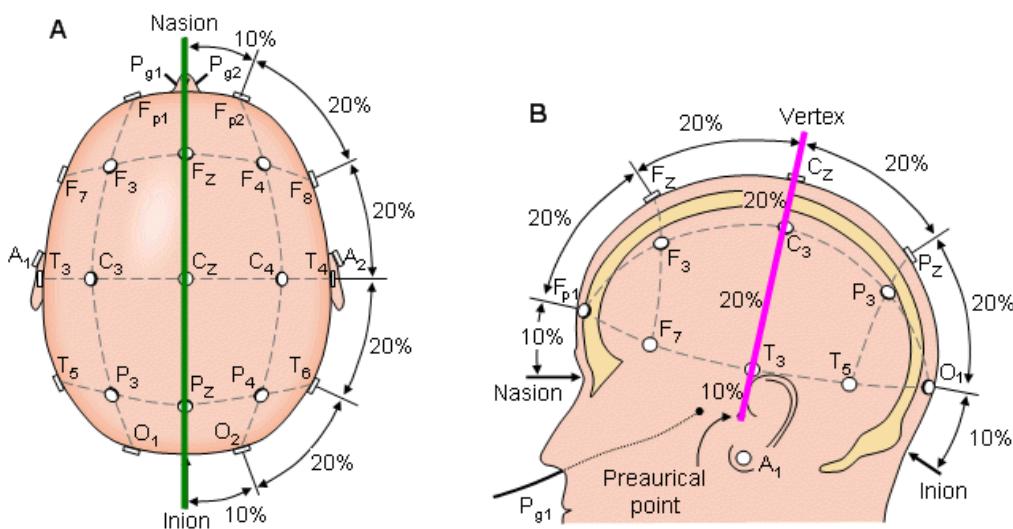 A
Nasion
10%
Pg1
Pg2
20%
Fp1
Fp2
F7
F3
FZ
F4
F8
20%
A1
T3
C3
CZ
C4
T4
A2
20%
T5
P3
PZ
P4
T6
O1
O2
20%
Inion
10%
B
Vertex
20%
20%
CZ
FZ
20%
20%
C3
F3
PZ
Fp1
P3
20%
20%
10%
F7
T3
T5
O1
Nasion
10%
10%
A1
Preaurical
point
Inion
Pg1